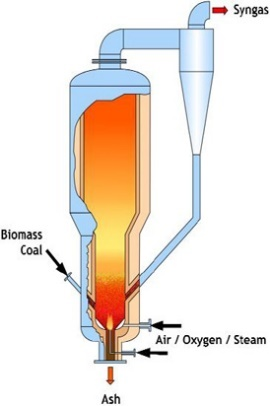 Syngas
Biomass
Coal
Air / Oxygen / Steam
Ash